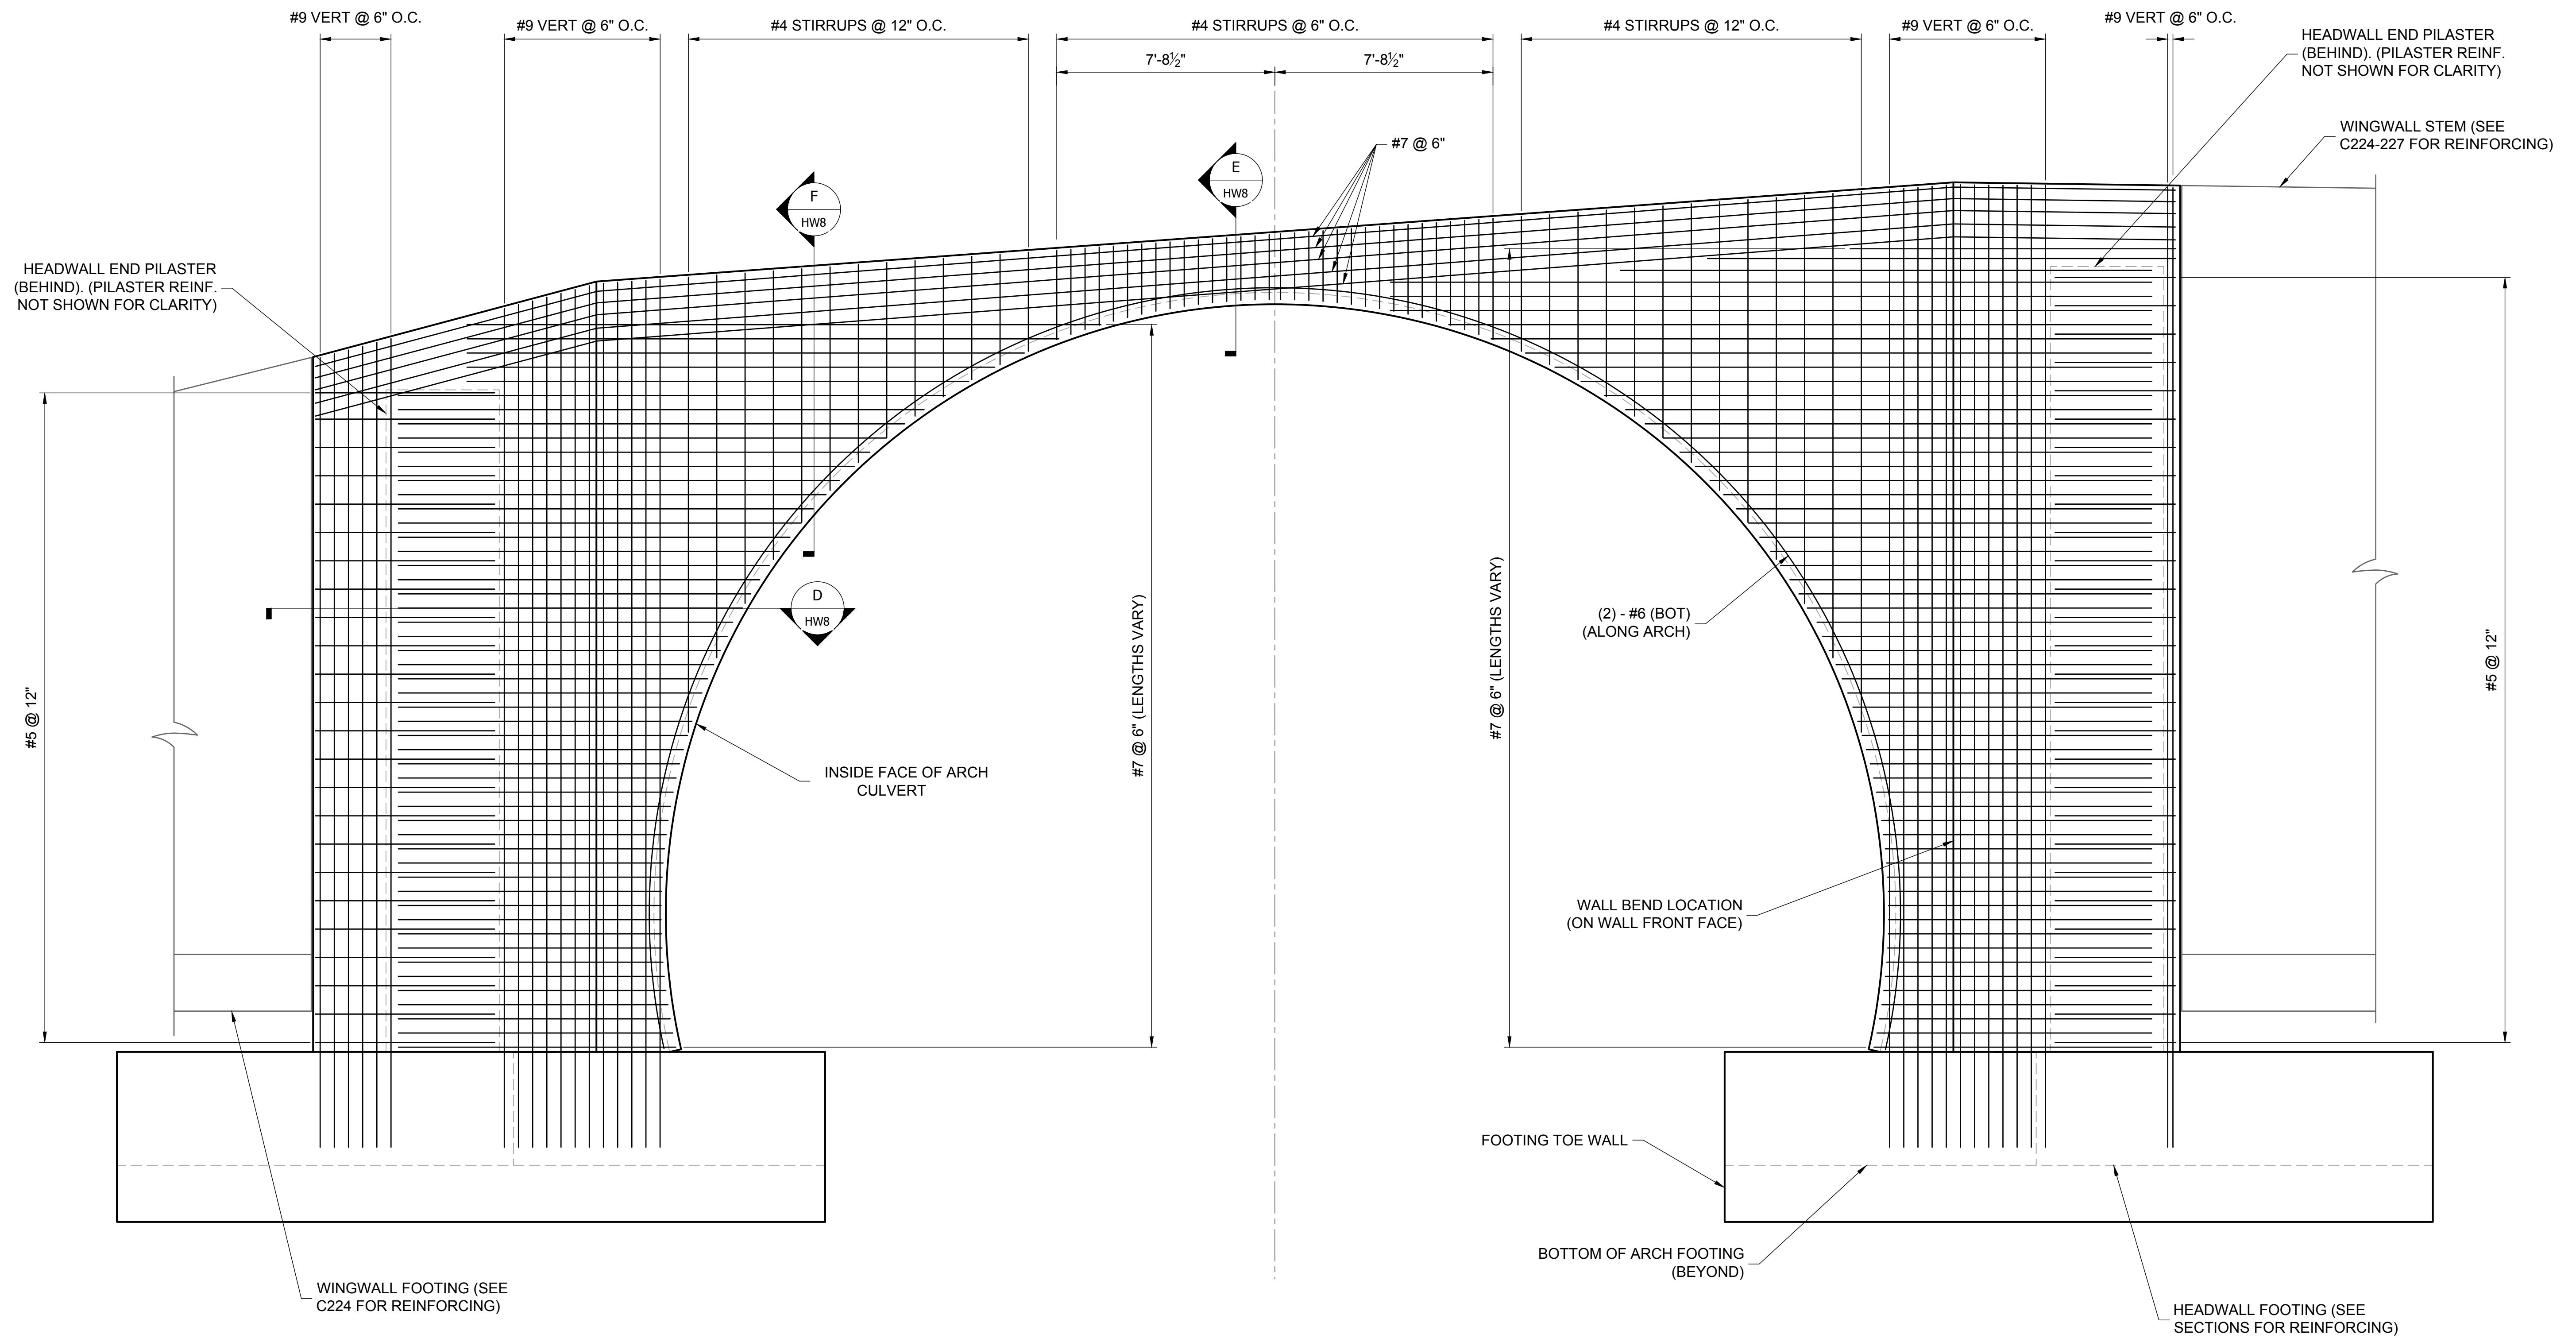 #9 VERT @ 6" O.C.
#9 VERT @ 6" O.C.
#4 STIRRUPS @ 12" O.C.
#4 STIRRUPS @ 6" O.C.
#4 STIRRUPS @ 12" O.C.
#9 VERT @ 6" O.C.
#9 VERT @ 6" O.C.
7'-8½"
7'-8½"
HEADWALL END PILASTER
(BEHIND). (PILASTER REINF.
NOT SHOWN FOR CLARITY)
WINGWALL STEM (SEE
C224-227 FOR REINFORCING)
#7 @ 6"
E
HW8
F
HW8
HEADWALL END PILASTER
(BEHIND). (PILASTER REINF.
NOT SHOWN FOR CLARITY)
D
HW8
(2) - #6 (BOT)
(ALONG ARCH)
#5 @ 12"
#7 @ 6" (LENGTHS VARY)
#7 @ 6" (LENGTHS VARY)
#5 @ 12"
INSIDE FACE OF ARCH
CULVERT
WALL BEND LOCATION
(ON WALL FRONT FACE)
FOOTING TOE WALL
BOTTOM OF ARCH FOOTING
(BEYOND)
WINGWALL FOOTING (SEE
C224 FOR REINFORCING)
HEADWALL FOOTING (SEE
SECTIONS FOR REINFORCING)